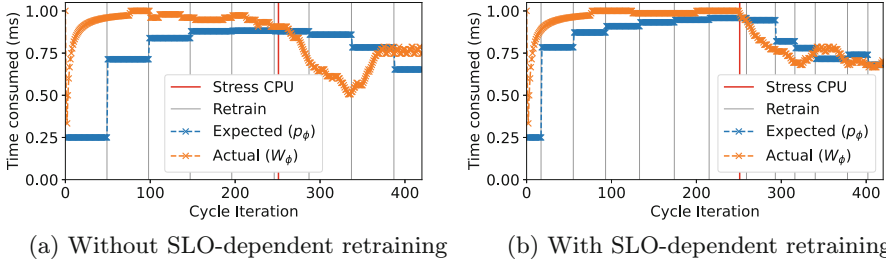 Time consumed (ms)
1.00
0.75
0.50
0.25
0.00
Stress CPU
Retrain
Expected (pϕ)
Actual (Wϕ)
0 100 200 300 400
Cycle Iteration
(a) Without SLO-dependent retraining
Time consumed (ms)
1.00
0.75
0.50
0.25
0.00
Stress CPU
Retrain
Expected (pϕ)
Actual (Wϕ)
0 100 200 300 400
Cycle Iteration
(b) With SLO-dependent retraining